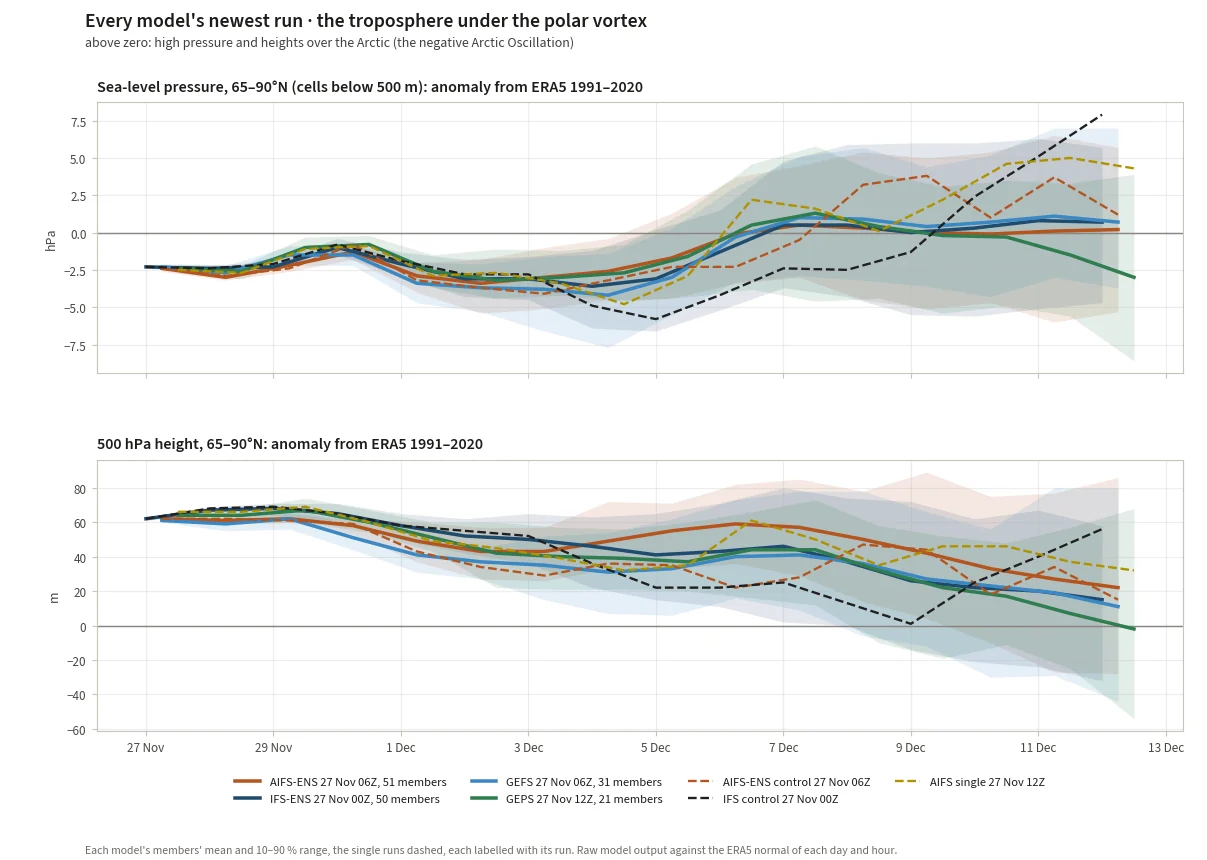 Every model's newest run · the troposphere under the polar vortex
above zero: high pressure and heights over the Arctic (the negative Arctic Oscillation)
Sea-level pressure, 65–90°N (cells below 500 m): anomaly from ERA5 1991–2020
7.5
5.0
2.5
0.0
−2.5
−5.0
−7.5
hPa
500 hPa height, 65–90°N: anomaly from ERA5 1991–2020
80
60
40
20
0
−20
−40
−60
m
27 Nov 29 Nov 1 Dec 3 Dec 5 Dec 7 Dec 9 Dec 11 Dec 13 Dec
AIFS-ENS 27 Nov 06Z, 51 members GEFS 27 Nov 06Z, 31 members AIFS-ENS control 27 Nov 06Z AIFS single 27 Nov 12Z
IFS-ENS 27 Nov 00Z, 50 members GEPS 27 Nov 12Z, 21 members IFS control 27 Nov 00Z
Each model's members' mean and 10–90 % range, the single runs dashed, each labelled with its run. Raw model output against the ERA5 normal of each day and hour.